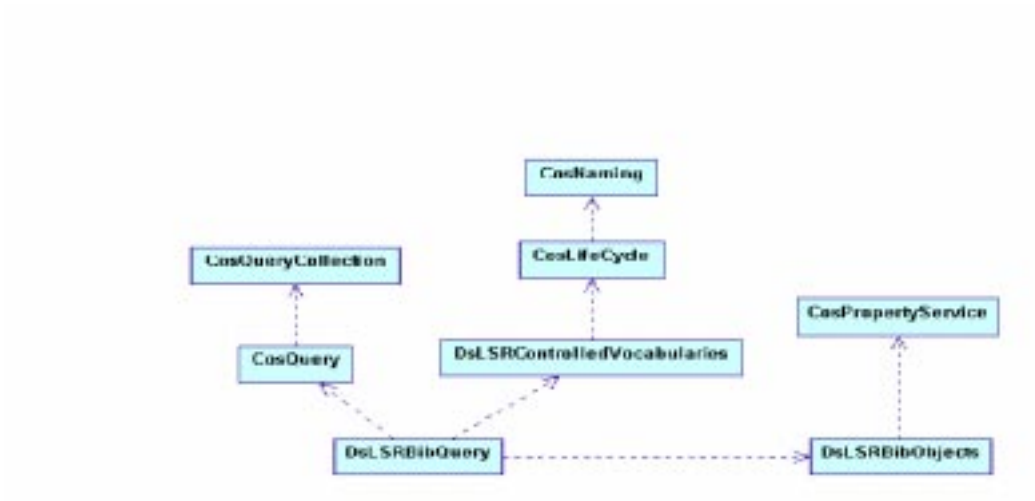 CosNaming
CosLifeCycle
CosQueryCollection
CosPropertyService
DsLSRControlledVocabularies
CosQuery
DsLSRBibQuery
DsLSRBibObjects